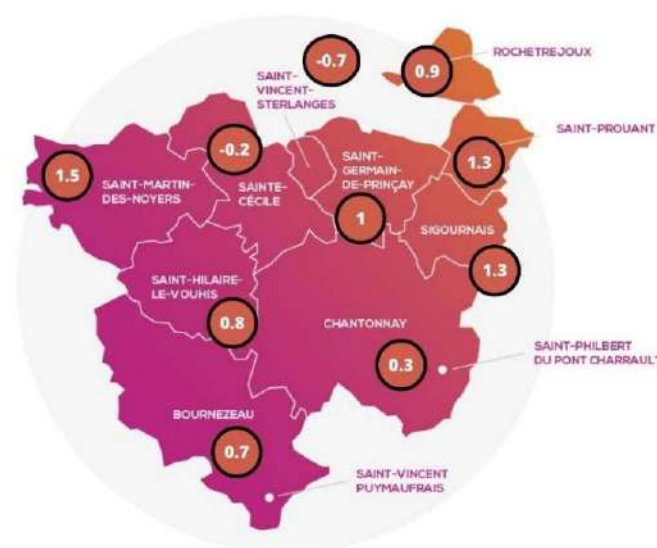 -0.7
0.9
ROCHETREJOUX
SAINT-
VINCENT-
STERLANGES
SAINT-PROUANT
1.5
-0.2
SAINT-
GERMAIN-
DE-PRINÇAY
1.3
SAINT-MARTIN-
DES-NOYERS
SAINTE-
CÉCILE
1
SIGOURNAIS
1.3
SAINT-HILAIRE-
LE-VOUHIS
0.8
CHANTONNAY
0.3
SAINT-PHILBERT
DU PONT CHARRAULT
BOURNEZEAU
0.7
SAINT-VINCENT
PUYMAUFRAIS